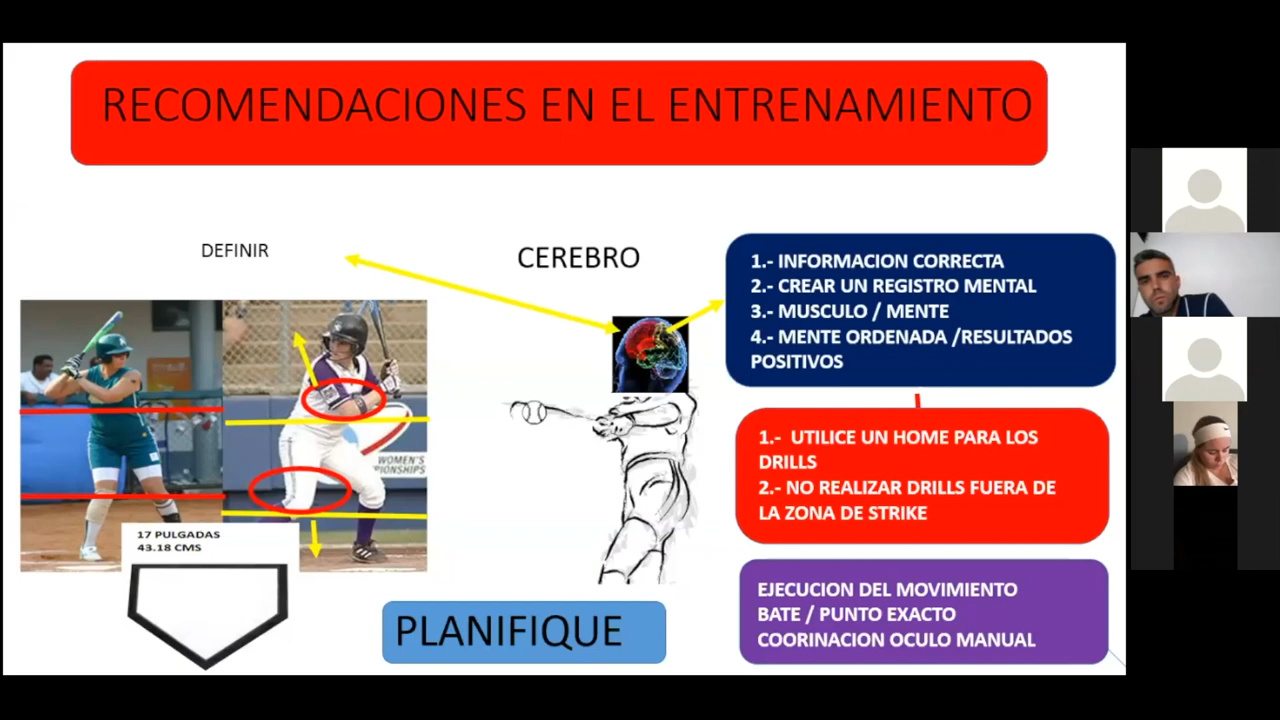 RECOMENDACIONES EN EL ENTRENAMIENTO
DEFINIR
CEREBRO
1.- INFORMACION CORRECTA
2.- CREAR UN REGISTRO MENTAL
3.- MUSCULO / MENTE
4.- MENTE ORDENADA /RESULTADOS
POSITIVOS
WOMEN'S
17 PULGADAS
43.18 CMS
1.- UTILICE UN HOME PARA LOS
DRILLS
2.- NO REALIZAR DRILLS FUERA DE
LA ZONA DE STRIKE
PLANIFIQUE
EJECUCION DEL MOVIMIENTO
BATE / PUNTO EXACTO
COORINACION OCULO MANUAL